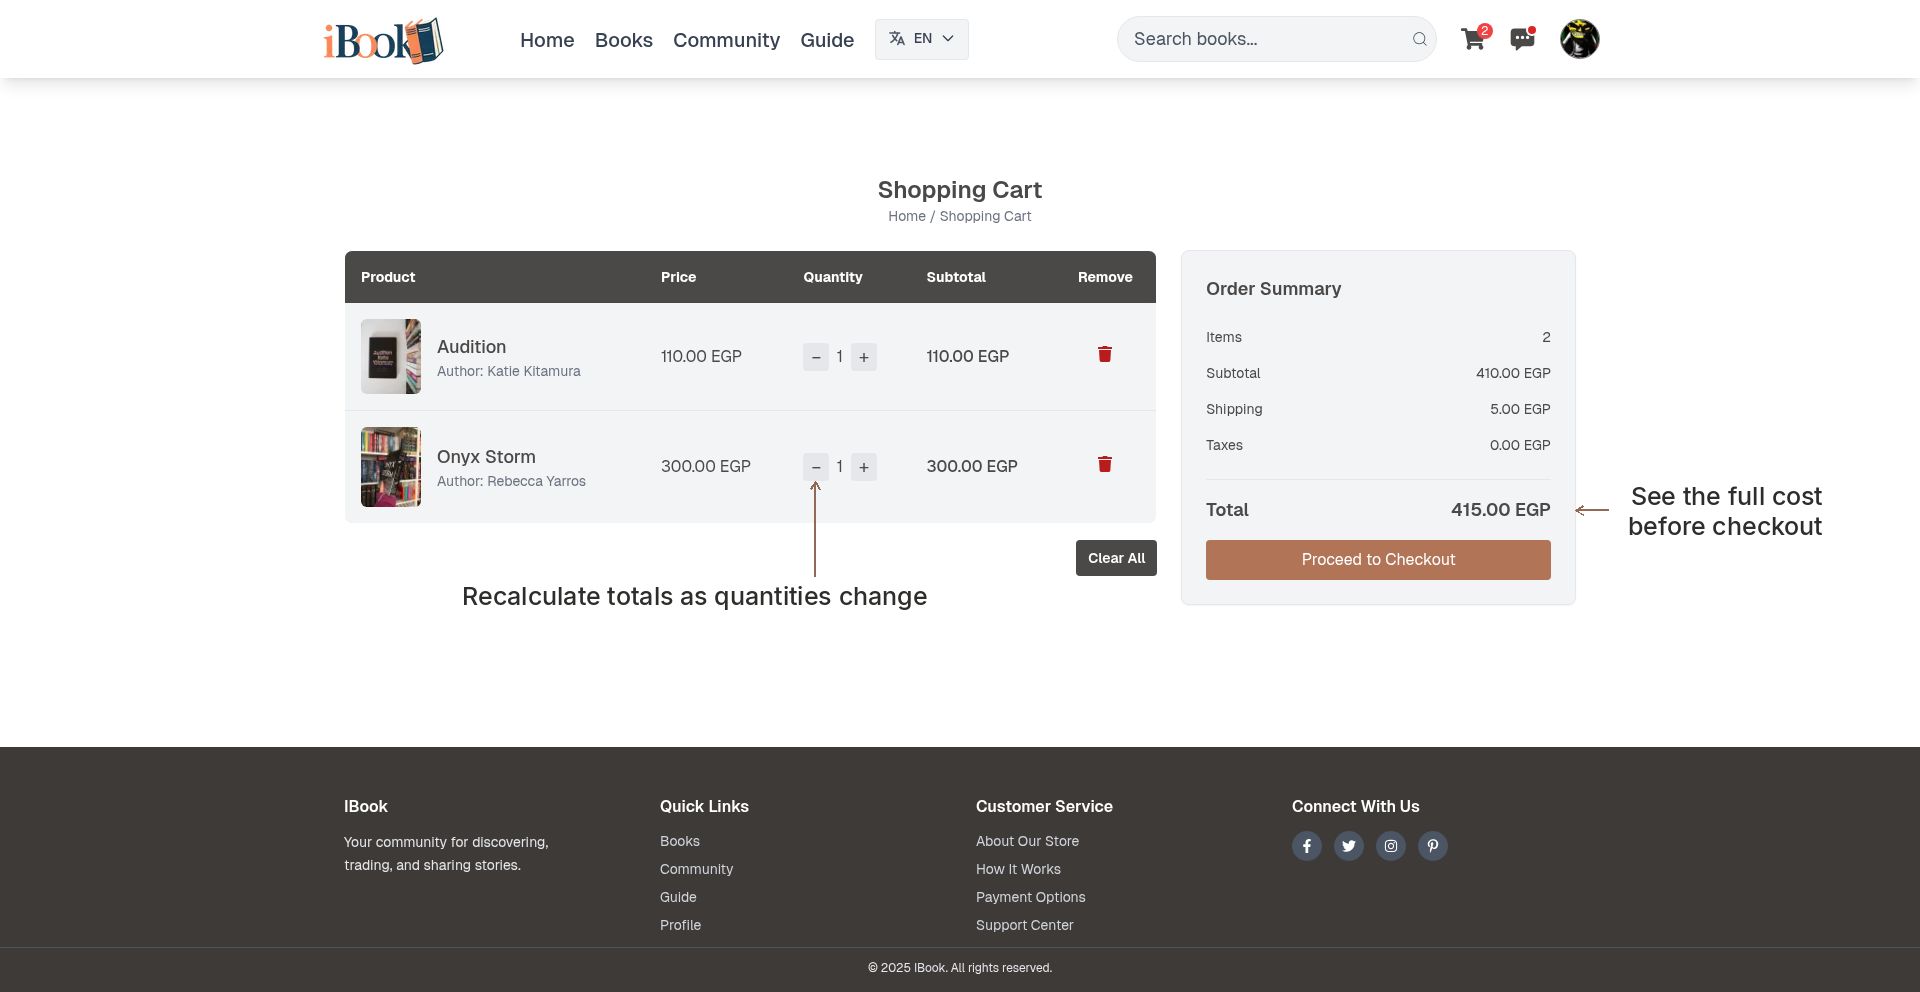 iBook
Home Books Community Guide EN
Search books...
2
Shopping Cart
Home / Shopping Cart
Product Price Quantity Subtotal Remove
Audition
Author: Katie Kitamura
110.00 EGP
− 1 +
110.00 EGP
Onyx Storm
Author: Rebecca Yarros
300.00 EGP
− 1 +
300.00 EGP
Clear All
Recalculate totals as quantities change
Order Summary
Items 2
Subtotal 410.00 EGP
Shipping 5.00 EGP
Taxes 0.00 EGP
Total 415.00 EGP
Proceed to Checkout
See the full cost
before checkout
IBook
Your community for discovering,
trading, and sharing stories.
Quick Links
Books
Community
Guide
Profile
Customer Service
About Our Store
How It Works
Payment Options
Support Center
Connect With Us
© 2025 IBook. All rights reserved.